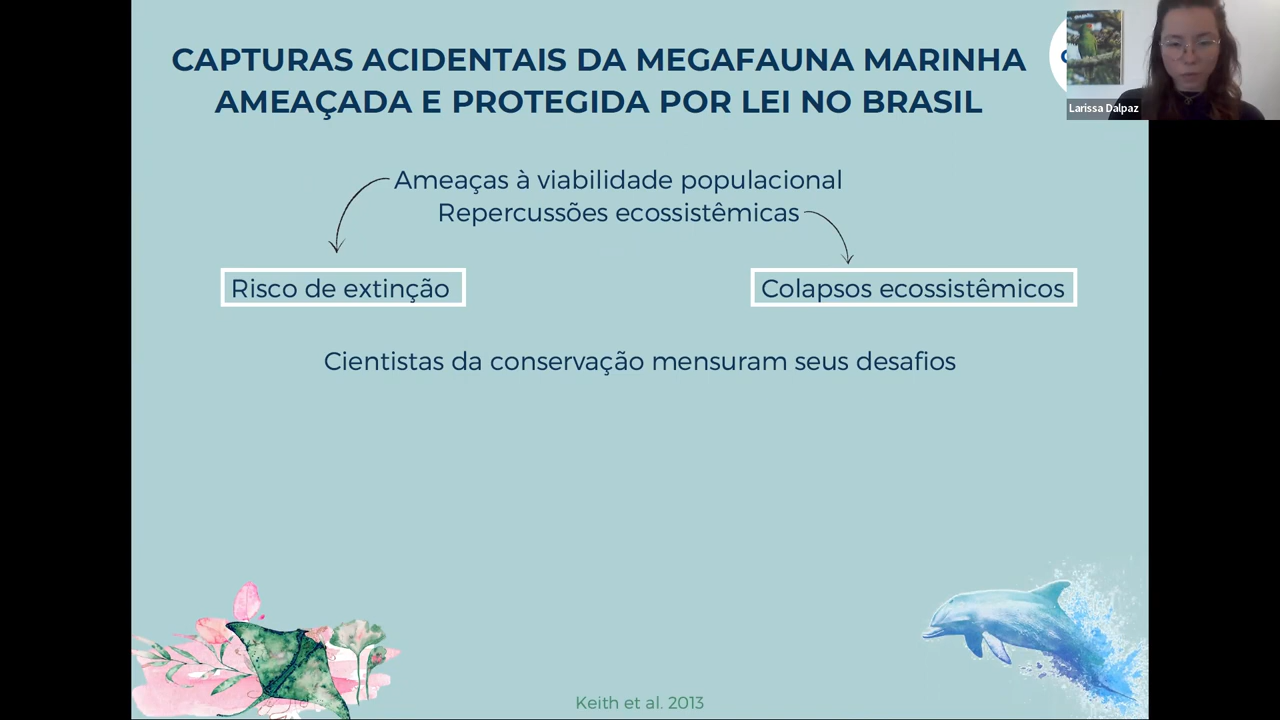 CAPTURAS ACIDENTAIS DA MEGAFAUNA MARINHA
AMEAÇADA E PROTEGIDA POR LEI NO BRASIL
Larissa Dalpaz
Ameaças à viabilidade populacional
Repercussões ecossistêmicas
Risco de extinção
Colapsos ecossistêmicos
Cientistas da conservação mensuram seus desafios
Keith et al. 2013